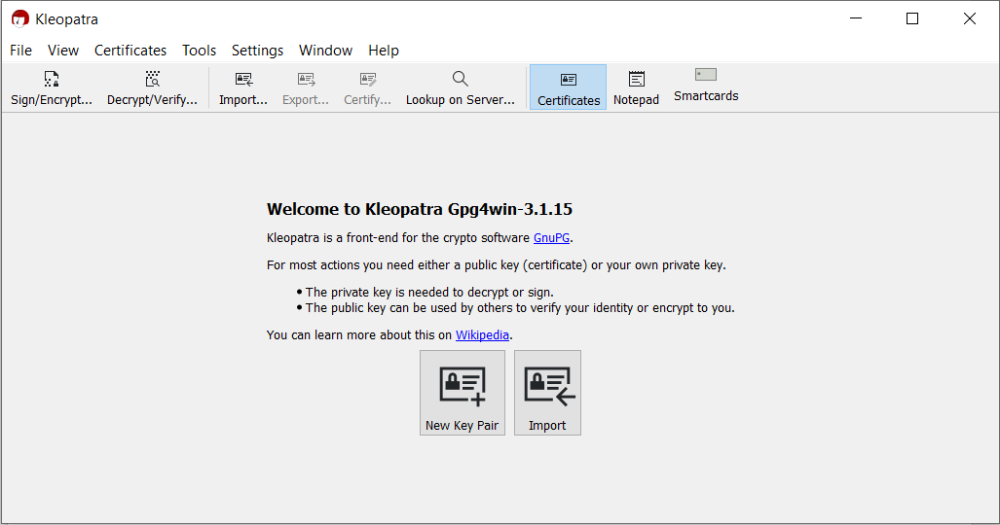 Kleopatra
File View Certificates Tools Settings Window Help
Sign/Encrypt... Decrypt/Verify... Import... Export... Certify... Lookup on Server... Certificates Notepad Smartcards
Welcome to Kleopatra Gpg4win-3.1.15
Kleopatra is a front-end for the crypto software GnuPG.
For most actions you need either a public key (certificate) or your own private key.
• The private key is needed to decrypt or sign.
• The public key can be used by others to verify your identity or encrypt to you.
You can learn more about this on Wikipedia.
New Key Pair Import